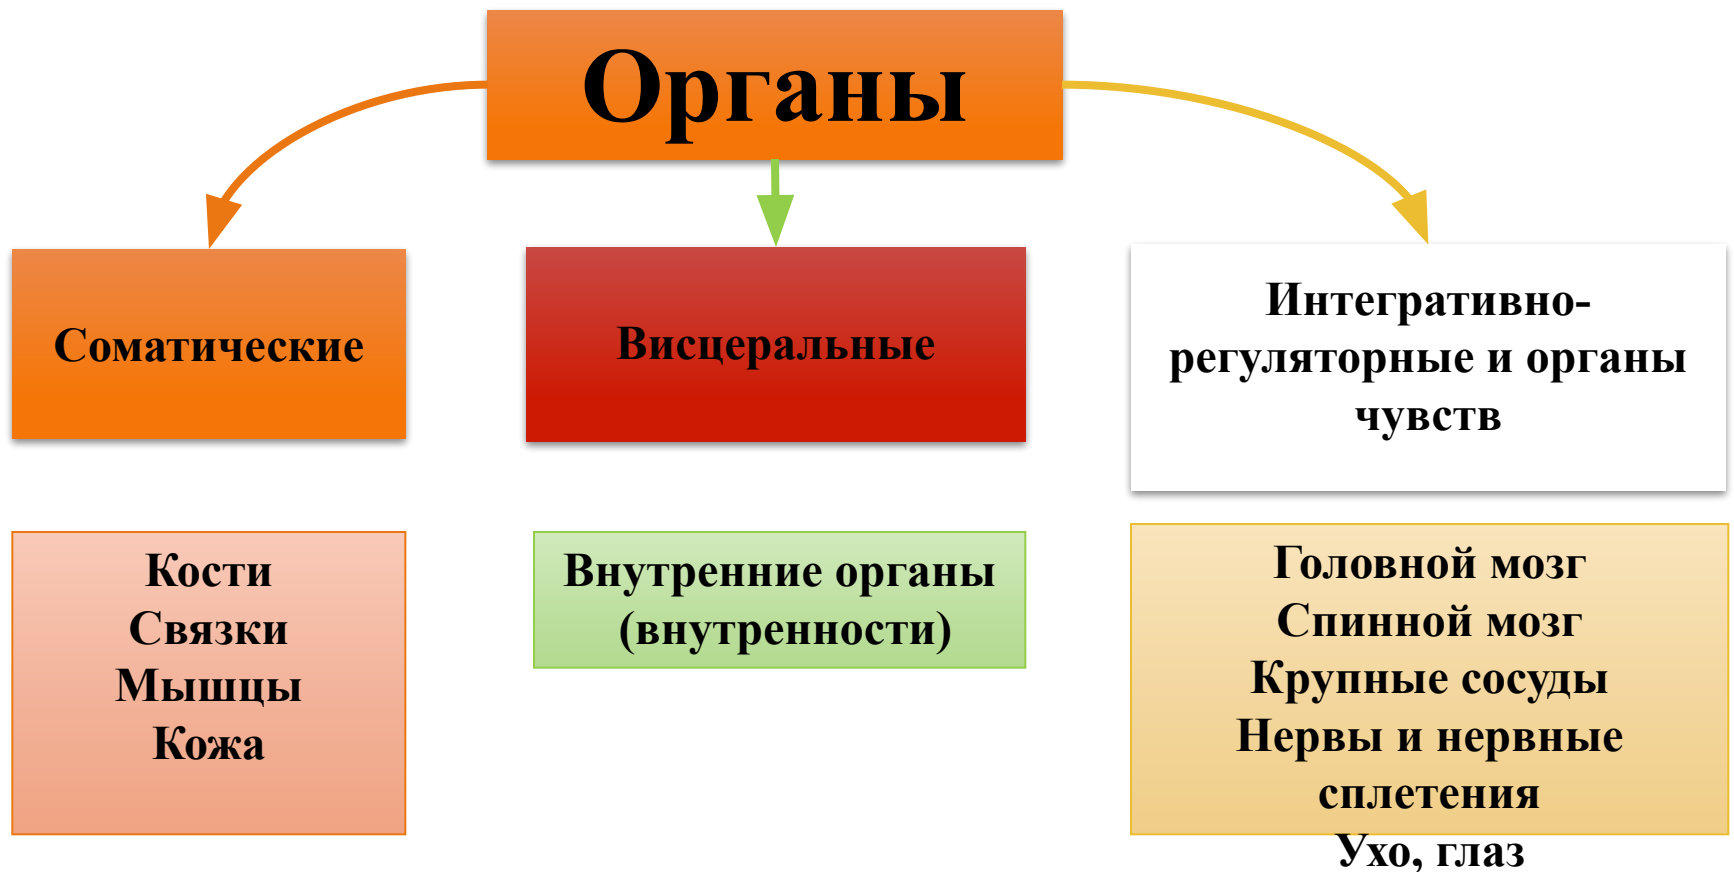 Органы
Соматические
Висцеральные
Интегративно-
регуляторные и органы
чувств
Кости
Связки
Мышцы
Кожа
Внутренние органы
(внутренности)
Головной мозг
Спинной мозг
Крупные сосуды
Нервы и нервные
сплетения
Ухо, глаз